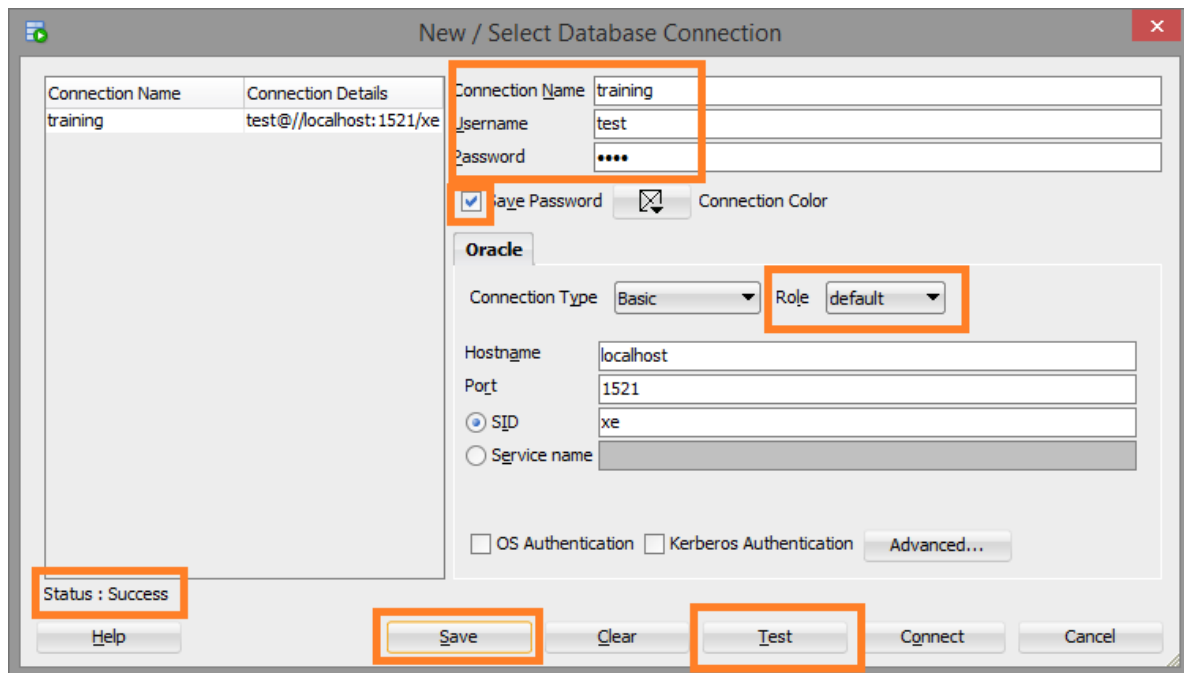 New / Select Database Connection
Connection Name Connection Details
training test@//localhost:1521/xe
Connection Name training
Username test
Password ••••
Save Password Connection Color
Oracle
Connection Type Basic Role default
Hostname localhost
Port 1521
SID xe
Service name
OS Authentication Kerberos Authentication Advanced...
Status : Success
Help Save Clear Test Connect Cancel